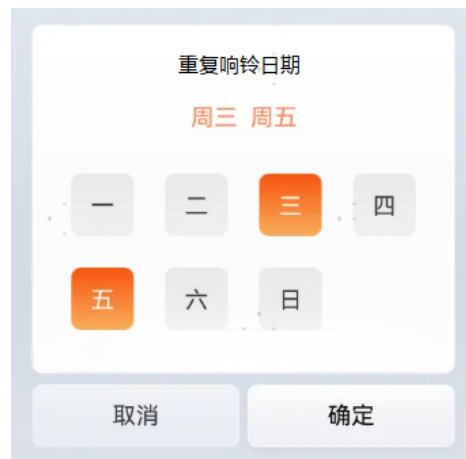 重复响铃日期
周三 周五
一 二 三 四
五 六 日
取消 确定